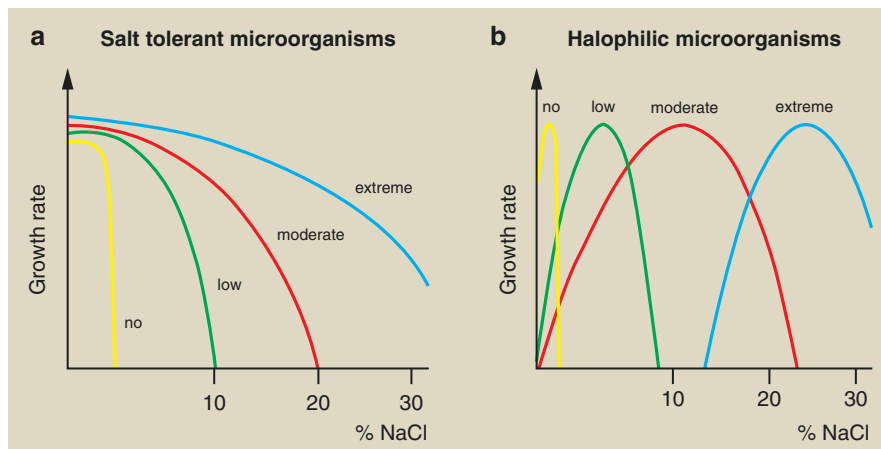 a Salt tolerant microorganisms
Growth rate
extreme
moderate
low
no
10 20 30
% NaCl
b Halophilic microorganisms
Growth rate
no low moderate extreme
10 20 30
% NaCl